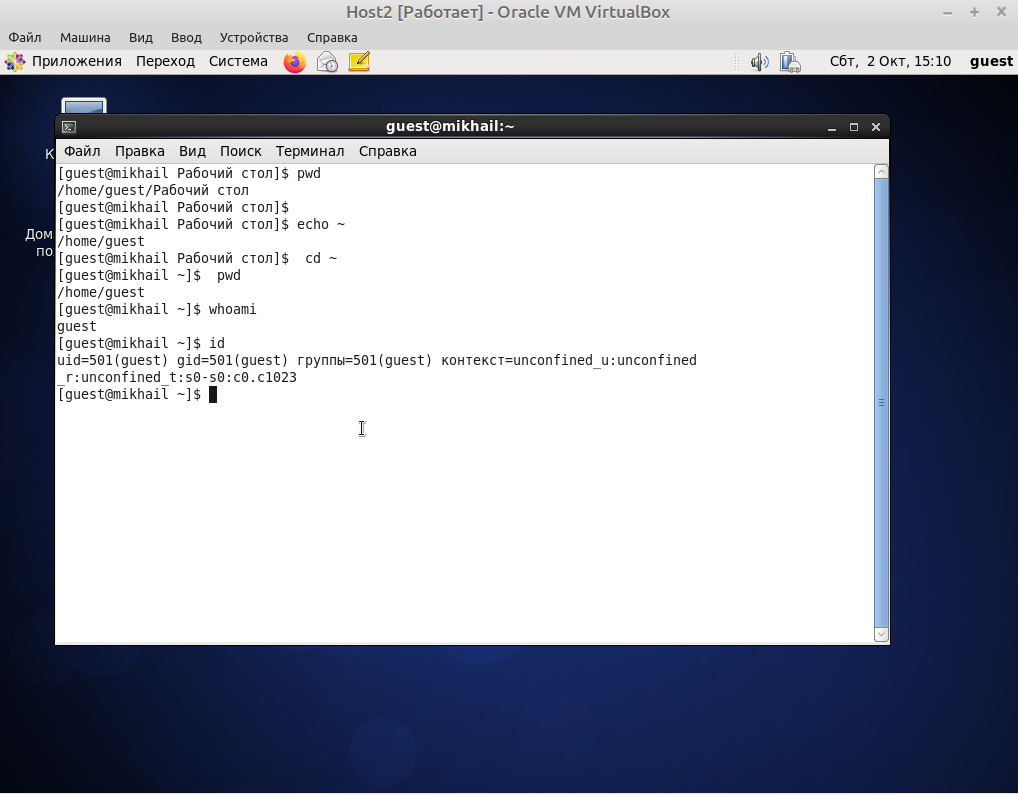 Host2 [Работает] - Oracle VM VirtualBox
Файл Машина Вид Ввод Устройства Справка
Приложения Переход Система Сбт, 2 Окт, 15:10 guest
guest@mikhail:~
Файл Правка Вид Поиск Терминал Справка
[guest@mikhail Рабочий стол]$ pwd
/home/guest/Рабочий стол
[guest@mikhail Рабочий стол]$
[guest@mikhail Рабочий стол]$ echo ~
/home/guest
[guest@mikhail Рабочий стол]$  cd ~
[guest@mikhail ~]$  pwd
/home/guest
[guest@mikhail ~]$ whoami
guest
[guest@mikhail ~]$ id
uid=501(guest) gid=501(guest) группы=501(guest) контекст=unconfined_u:unconfined
_r:unconfined_t:s0-s0:c0.c1023
[guest@mikhail ~]$